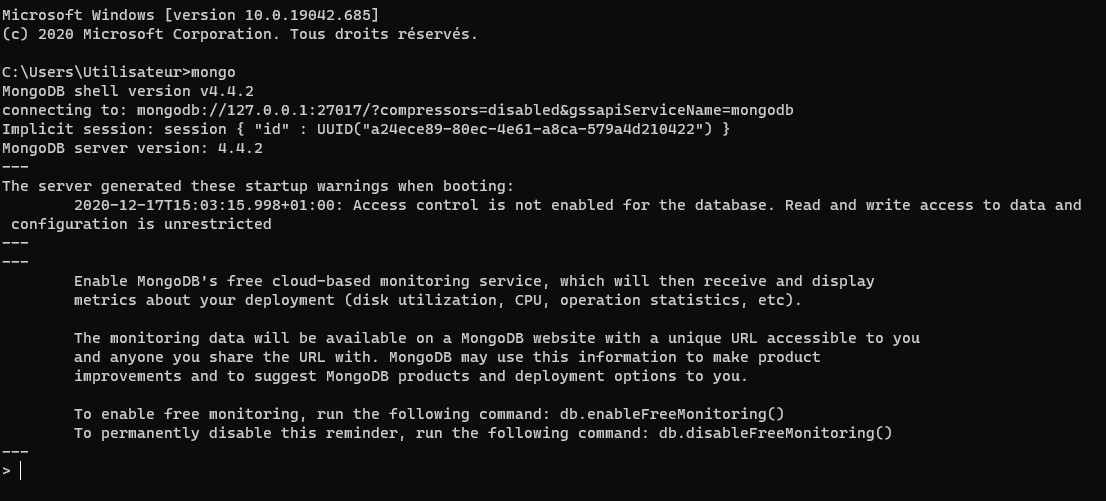 Microsoft Windows [version 10.0.19042.685]
(c) 2020 Microsoft Corporation. Tous droits réservés.
C:\Users\Utilisateur>mongo
MongoDB shell version v4.4.2
connecting to: mongodb://127.0.0.1:27017/?compressors=disabled&gssapiServiceName=mongodb
Implicit session: session { "id" : UUID("a24ece89-80ec-4e61-a8ca-579a4d210422") }
MongoDB server version: 4.4.2
---
The server generated these startup warnings when booting:
2020-12-17T15:03:15.998+01:00: Access control is not enabled for the database. Read and write access to data and
configuration is unrestricted
---
---
Enable MongoDB's free cloud-based monitoring service, which will then receive and display
metrics about your deployment (disk utilization, CPU, operation statistics, etc).
The monitoring data will be available on a MongoDB website with a unique URL accessible to you
and anyone you share the URL with. MongoDB may use this information to make product
improvements and to suggest MongoDB products and deployment options to you.
To enable free monitoring, run the following command: db.enableFreeMonitoring()
To permanently disable this reminder, run the following command: db.disableFreeMonitoring()
---
>